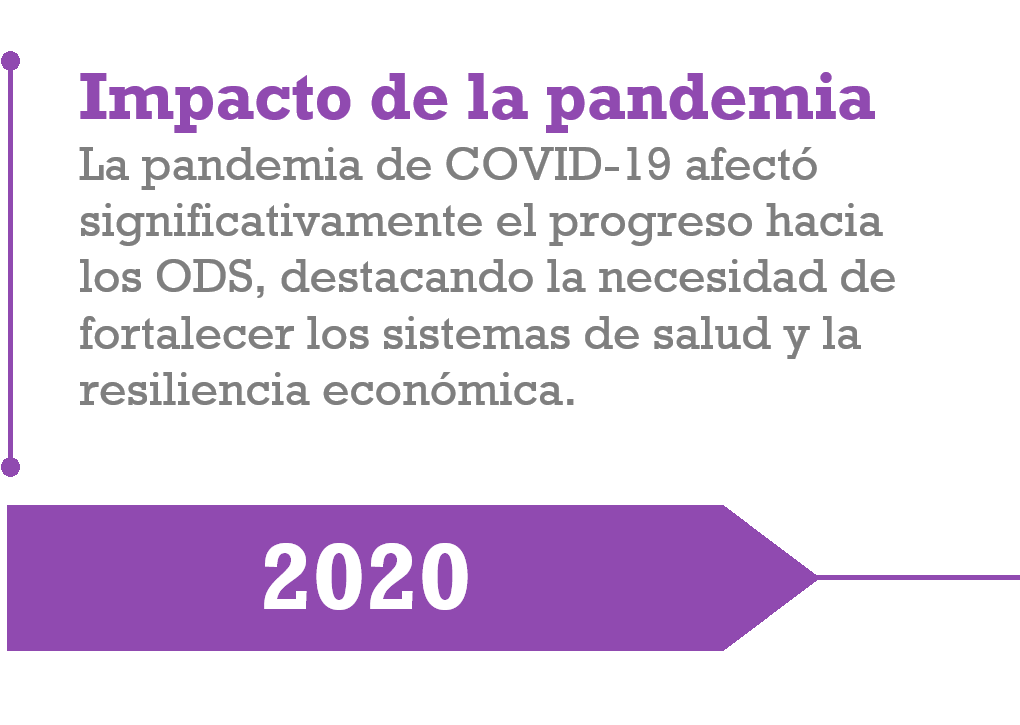 Impacto de la pandemia
La pandemia de COVID-19 afectó
significativamente el progreso hacia
los ODS, destacando la necesidad de
fortalecer los sistemas de salud y la
resiliencia económica.
2020